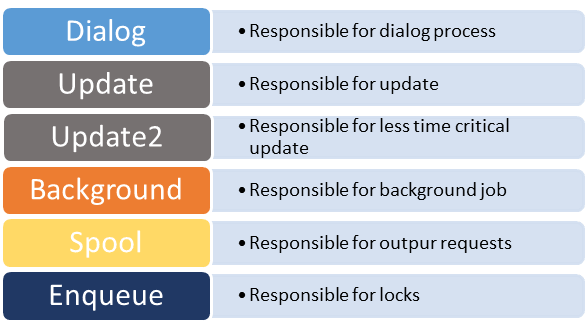 Dialog
• Responsible for dialog process
Update
• Responsible for update
Update2
• Responsible for less time critical
update
Background
• Responsible for background job
Spool
• Responsible for outpur requests
Enqueue
• Responsible for locks